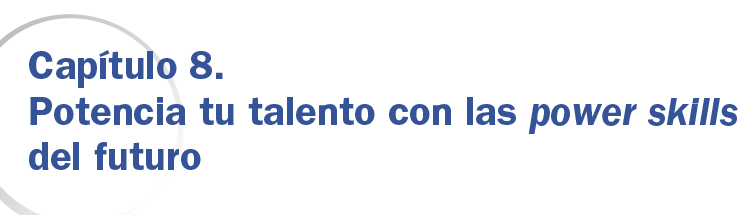 Capítulo 8.
Potencia tu talento con las power skills
del futuro